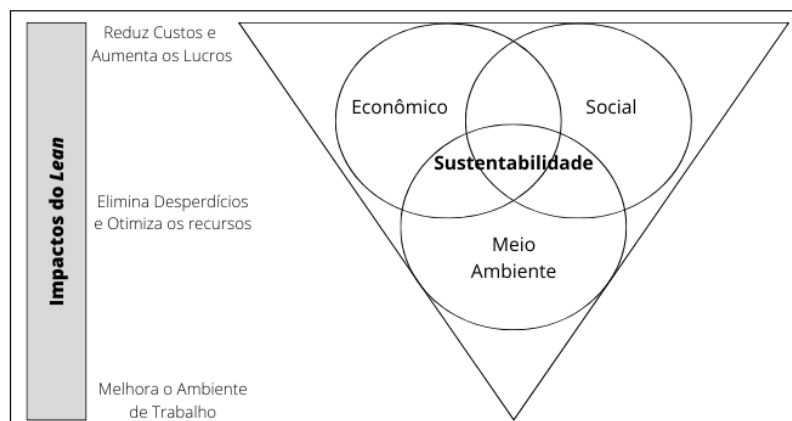 Impactos do Lean
Reduz Custos e
Aumenta os Lucros
Elimina Desperdícios
e Otimiza os recursos
Melhora o Ambiente
de Trabalho
Econômico
Social
Sustentabilidade
Meio
Ambiente